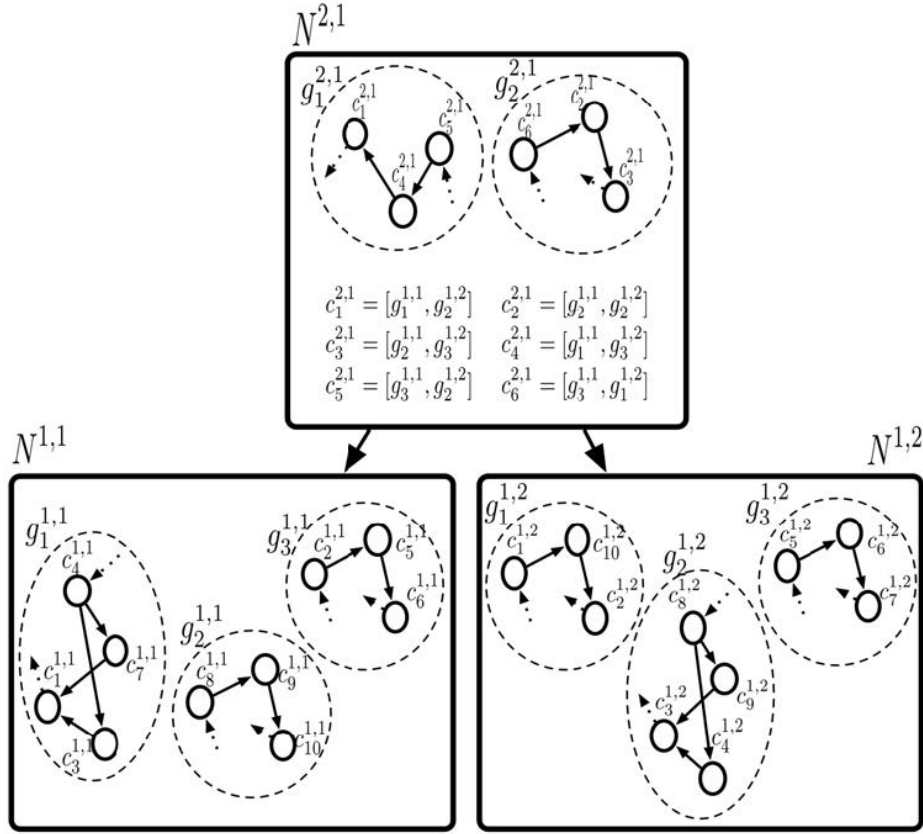 N^{2,1}
g_1^{2,1} g_2^{2,1}
c_1^{2,1} c_5^{2,1} c_6^{2,1} c_2^{2,1}
c_4^{2,1} c_3^{2,1}
c_1^{2,1} = [g_1^{1,1}, g_2^{1,2}] c_2^{2,1} = [g_2^{1,1}, g_2^{1,2}]
c_3^{2,1} = [g_2^{1,1}, g_3^{1,2}] c_4^{2,1} = [g_1^{1,1}, g_3^{1,2}]
c_5^{2,1} = [g_3^{1,1}, g_2^{1,2}] c_6^{2,1} = [g_3^{1,1}, g_1^{1,2}]
N^{1,1}
g_1^{1,1}
c_4^{1,1}
c_7^{1,1}
c_1^{1,1}
c_3^{1,1}
g_2^{1,1}
c_8^{1,1} c_9^{1,1}
c_{10}^{1,1}
g_3^{1,1}
c_2^{1,1} c_5^{1,1}
c_6^{1,1}
N^{1,2}
g_1^{1,2}
c_1^{1,2} c_{10}^{1,2}
c_2^{1,2}
g_2^{1,2}
c_8^{1,2}
c_9^{1,2}
c_3^{1,2}
c_4^{1,2}
g_3^{1,2}
c_5^{1,2} c_6^{1,2}
c_7^{1,2}